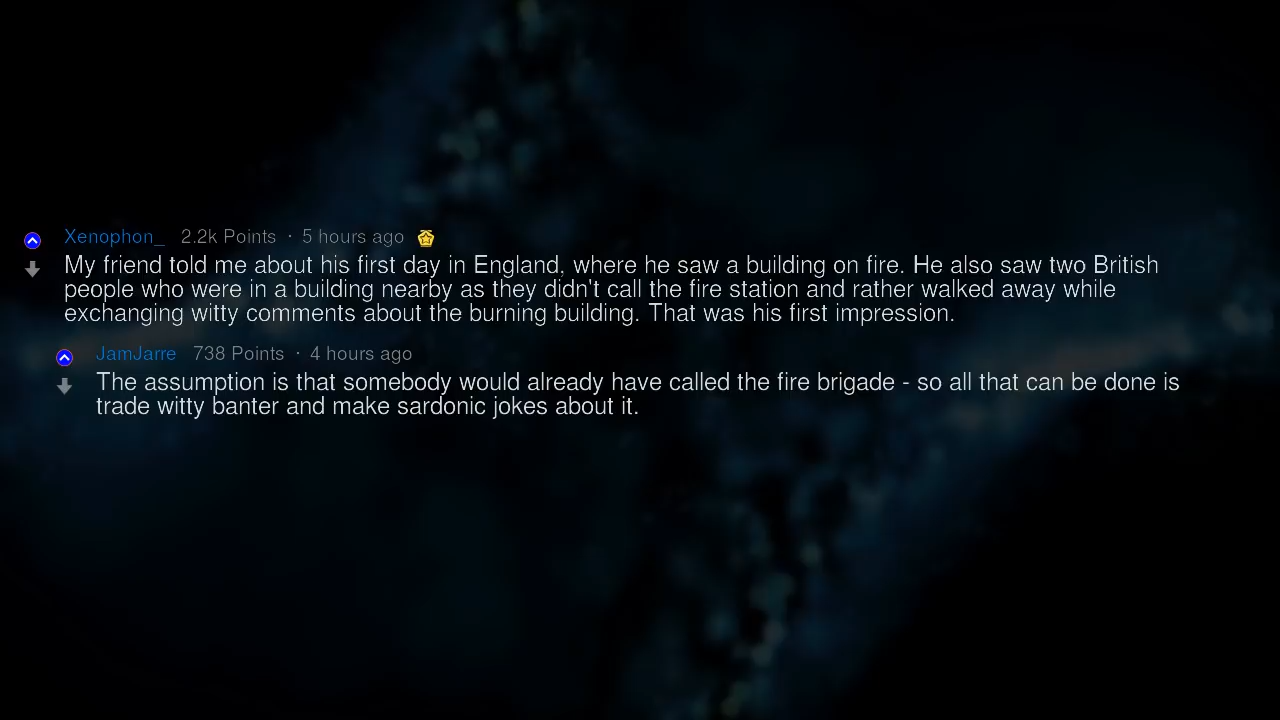 Xenophon_ 2.2k Points · 5 hours ago
My friend told me about his first day in England, where he saw a building on fire. He also saw two British
people who were in a building nearby as they didn't call the fire station and rather walked away while
exchanging witty comments about the burning building. That was his first impression.
JamJarre 738 Points · 4 hours ago
The assumption is that somebody would already have called the fire brigade - so all that can be done is
trade witty banter and make sardonic jokes about it.